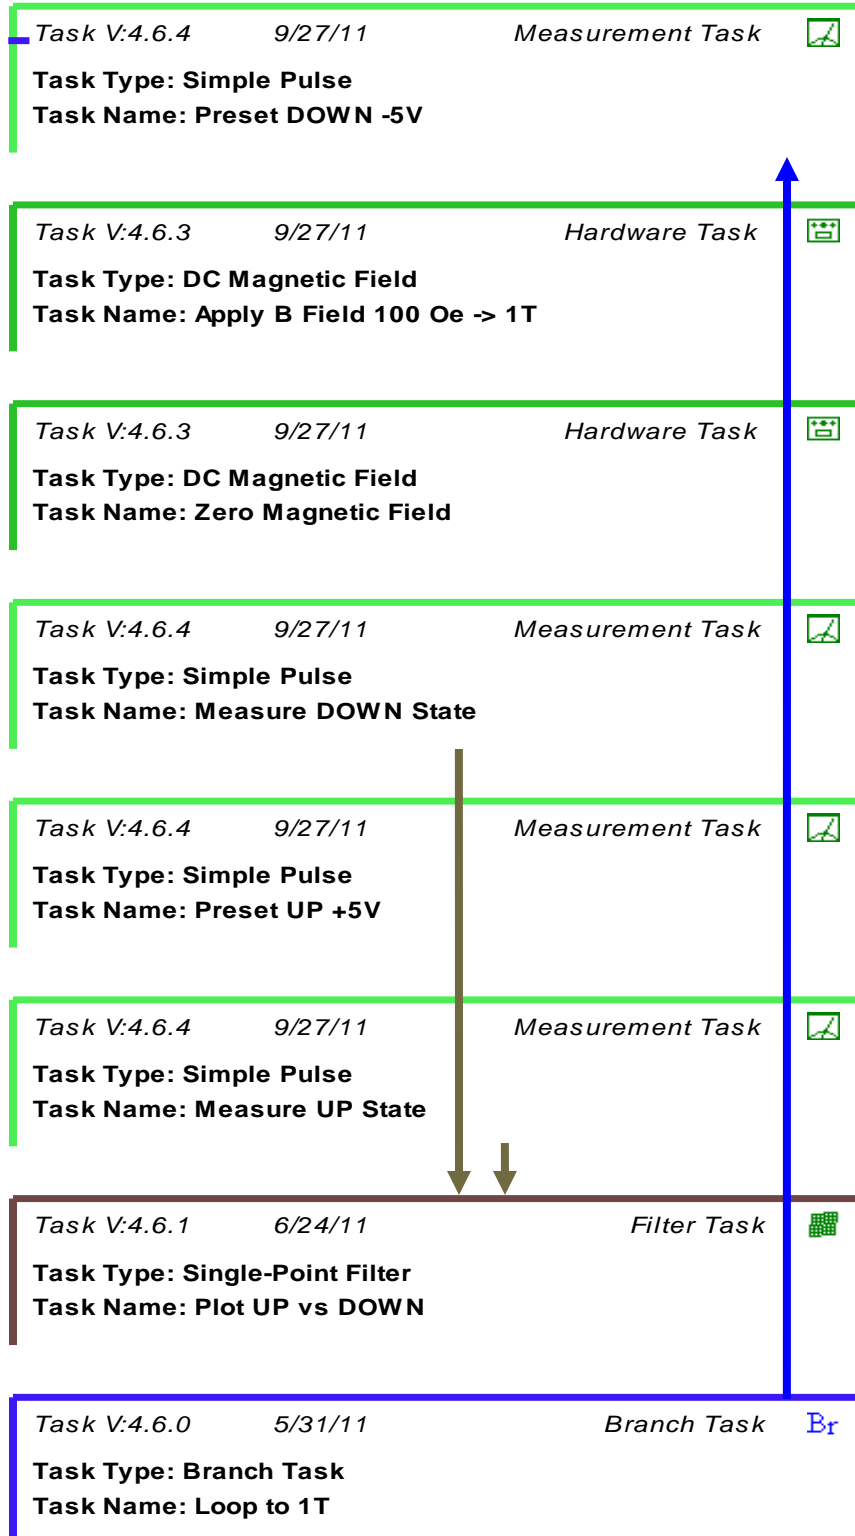 Task V:4.6.4 9/27/11 Measurement Task
Task Type: Simple Pulse
Task Name: Preset DOWN -5V
Task V:4.6.3 9/27/11 Hardware Task
Task Type: DC Magnetic Field
Task Name: Apply B Field 100 Oe -> 1T
Task V:4.6.3 9/27/11 Hardware Task
Task Type: DC Magnetic Field
Task Name: Zero Magnetic Field
Task V:4.6.4 9/27/11 Measurement Task
Task Type: Simple Pulse
Task Name: Measure DOWN State
Task V:4.6.4 9/27/11 Measurement Task
Task Type: Simple Pulse
Task Name: Preset UP +5V
Task V:4.6.4 9/27/11 Measurement Task
Task Type: Simple Pulse
Task Name: Measure UP State
Task V:4.6.1 6/24/11 Filter Task
Task Type: Single-Point Filter
Task Name: Plot UP vs DOWN
Task V:4.6.0 5/31/11 Branch Task Br
Task Type: Branch Task
Task Name: Loop to 1T